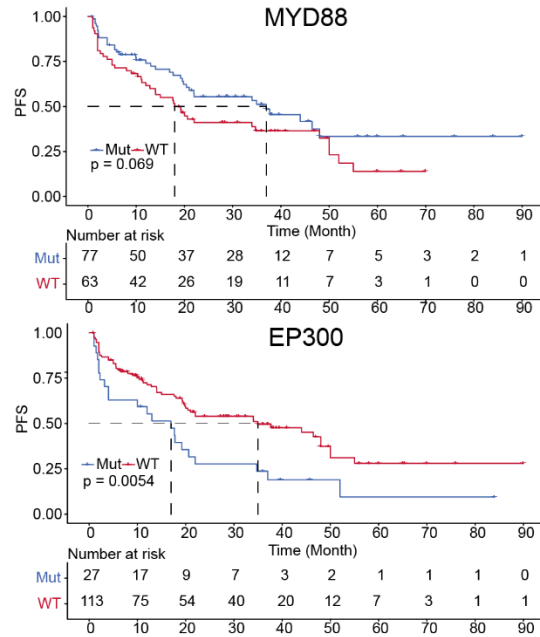 MYD88
1.00
0.75
0.50
0.25
0.00
PFS
Mut WT
p = 0.069
0 10 20 30 40 50 60 70 80 90
Time (Month)
Number at risk
Mut 77 50 37 28 12 7 5 3 2 1
WT 63 42 26 19 11 7 3 1 0 0
0 10 20 30 40 50 60 70 80 90
EP300
1.00
0.75
0.50
0.25
0.00
PFS
Mut WT
p = 0.0054
0 10 20 30 40 50 60 70 80 90
Time (Month)
Number at risk
Mut 27 17 9 7 3 2 1 1 1 0
WT 113 75 54 40 20 12 7 3 1 1
0 10 20 30 40 50 60 70 80 90